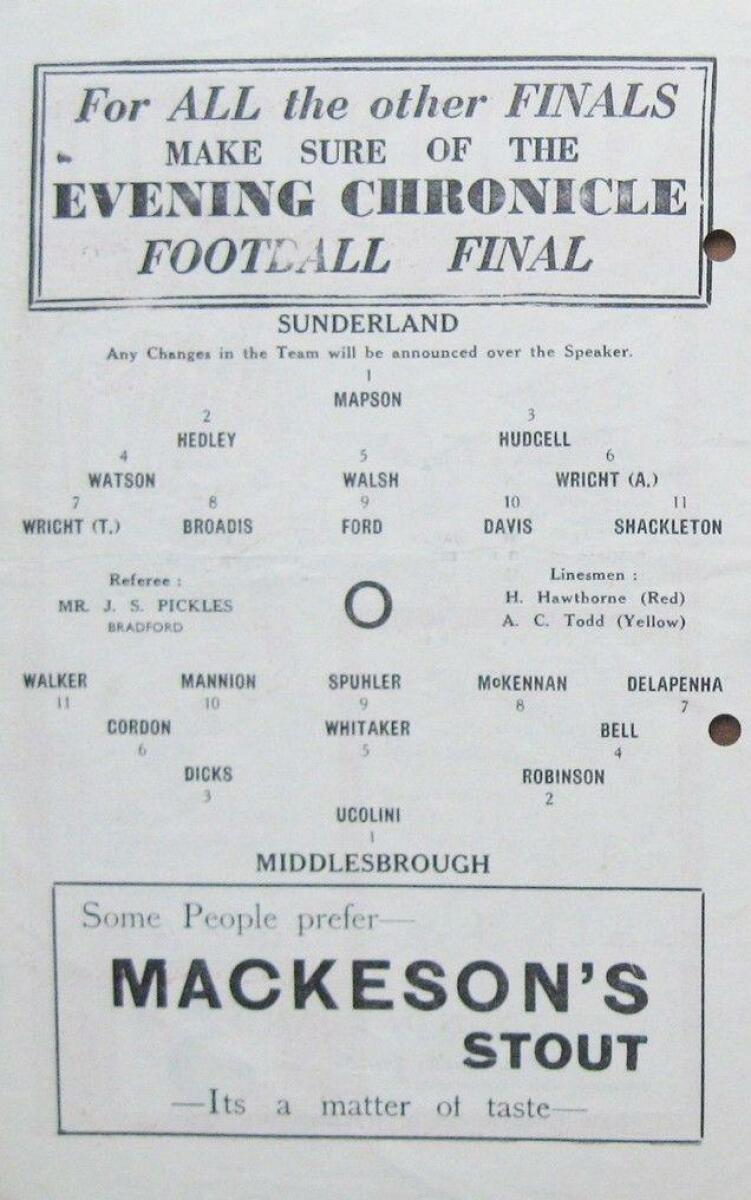 For ALL the other FINALS
MAKE SURE OF THE
EVENING CHRONICLE
FOOTBALL FINAL
SUNDERLAND
Any Changes in the Team will be announced over the Speaker.
1
MAPSON
2 3
HEDLEY HUDGELL
4 5 6
WATSON WALSH WRIGHT (A.)
7 8 9 10 11
WRIGHT (T.) BROADIS FORD DAVIS SHACKLETON
Referee :
MR. J. S. PICKLES
BRADFORD
O
Linesmen :
H. Hawthorne (Red)
A. C. Todd (Yellow)
WALKER MANNION SPUHLER McKENNAN DELAPENHA
11 10 9 8 7
GORDON WHITAKER BELL
6 5 4
DICKS ROBINSON
3 2
UGOLINI
1
MIDDLESBROUGH
Some People prefer—
MACKESON'S
STOUT
—Its a matter of taste—